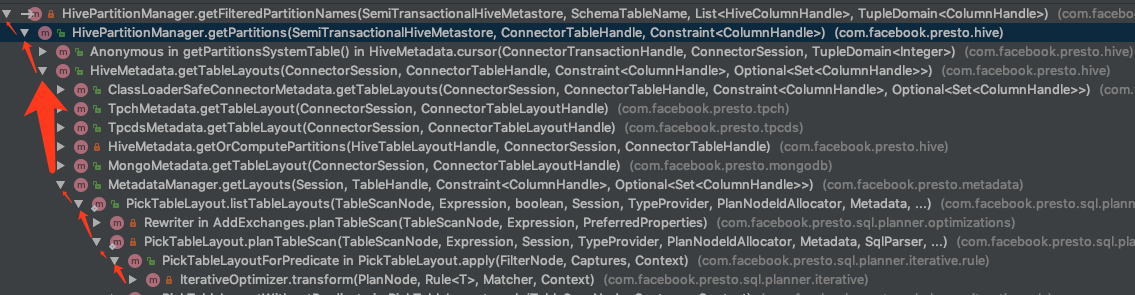 HivePartitionManager.getFilteredPartitionNames(SemiTransactionalHiveMetastore, SchemaTableName, List<HiveColumnHandle>, TupleDomain<ColumnHandle>) (com.faceboo
HivePartitionManager.getPartitions(SemiTransactionalHiveMetastore, ConnectorTableHandle, Constraint<ColumnHandle>) (com.facebook.presto.hive)
Anonymous in getPartitionsSystemTable() in HiveMetadata.cursor(ConnectorTransactionHandle, ConnectorSession, TupleDomain<Integer>) (com.facebook.presto.hive)
HiveMetadata.getTableLayouts(ConnectorSession, ConnectorTableHandle, Constraint<ColumnHandle>, Optional<Set<ColumnHandle>>) (com.facebook.presto.hive)
ClassLoaderSafeConnectorMetadata.getTableLayouts(ConnectorSession, ConnectorTableHandle, Constraint<ColumnHandle>, Optional<Set<ColumnHandle>>) (com.f
TpchMetadata.getTableLayout(ConnectorSession, ConnectorTableLayoutHandle) (com.facebook.presto.tpch)
TpcdsMetadata.getTableLayout(ConnectorSession, ConnectorTableLayoutHandle) (com.facebook.presto.tpcds)
HiveMetadata.getOrComputePartitions(HiveTableLayoutHandle, ConnectorSession, ConnectorTableHandle) (com.facebook.presto.hive)
MongoMetadata.getTableLayout(ConnectorSession, ConnectorTableLayoutHandle) (com.facebook.presto.mongodb)
MetadataManager.getLayouts(Session, TableHandle, Constraint<ColumnHandle>, Optional<Set<ColumnHandle>>) (com.facebook.presto.metadata)
PickTableLayout.listTableLayouts(TableScanNode, Expression, boolean, Session, TypeProvider, PlanNodeIdAllocator, Metadata, ...) (com.facebook.presto.sql.planne
Rewriter in AddExchanges.planTableScan(TableScanNode, Expression, PreferredProperties) (com.facebook.presto.sql.planner.optimizations)
PickTableLayout.planTableScan(TableScanNode, Expression, Session, TypeProvider, PlanNodeIdAllocator, Metadata, SqlParser, ...) (com.facebook.presto.sql.pla
PickTableLayoutForPredicate in PickTableLayout.apply(FilterNode, Captures, Context) (com.facebook.presto.sql.planner.iterative.rule)
IterativeOptimizer.transform(PlanNode, Rule<T>, Matcher, Context) (com.facebook.presto.sql.planner.iterative)